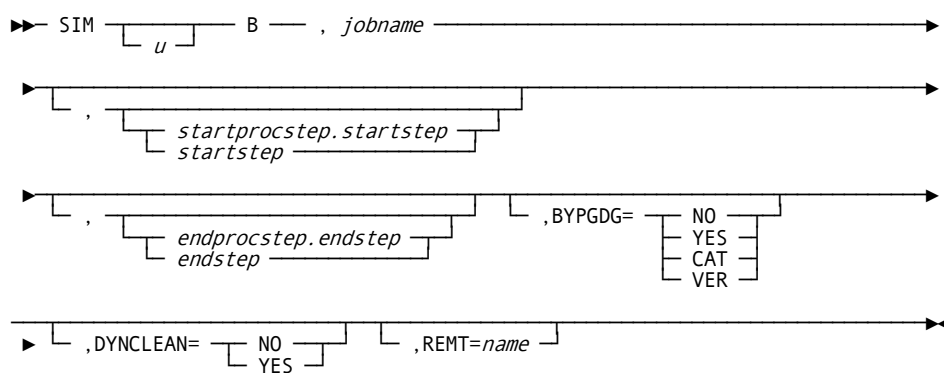 SIM u B , jobname
,
startprocstep.startstep
startstep
,
endprocstep.endstep
endstep
,BYPGDG= NO
YES
CAT
VER
,DYNCLEAN= NO
YES
,REMT=name